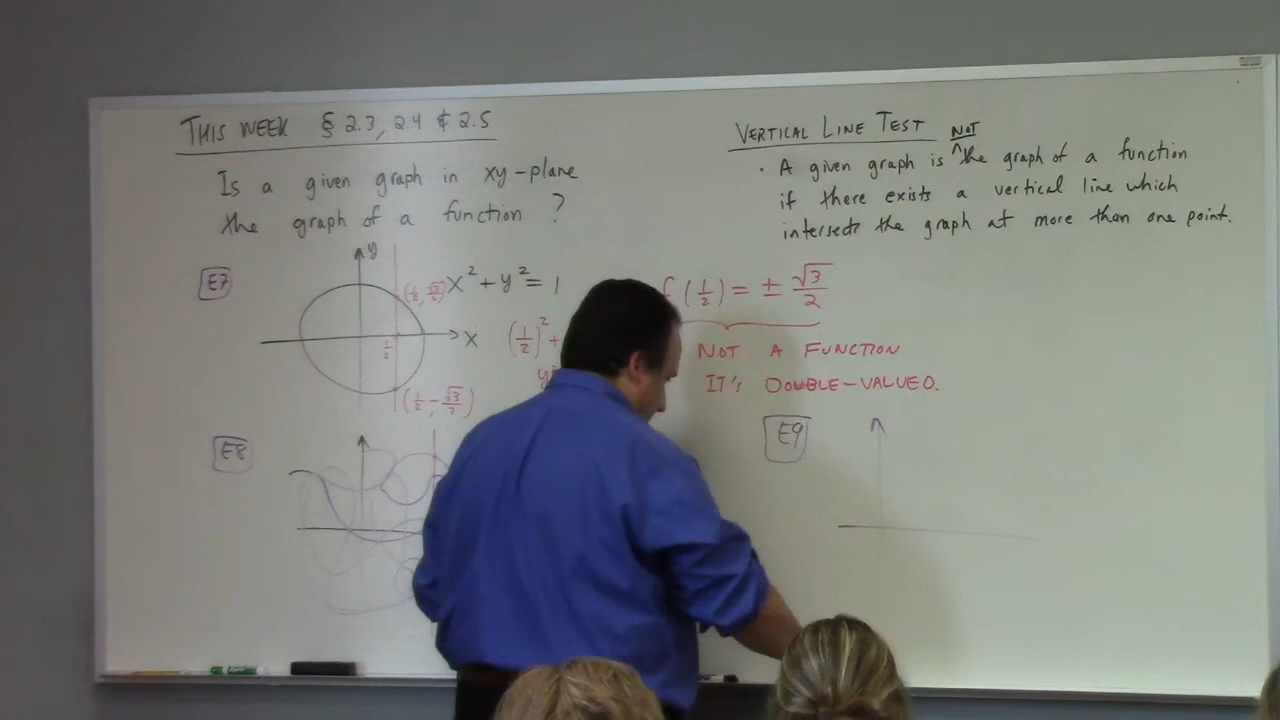 THIS WEEK § 2.3, 2.4 & 2.5
Is a given graph in xy-plane
the graph of a function ?
E7
y
x
1/2
(1/2, √3/2)
(1/2, -√3/2)
x² + y² = 1
(1/2)² +
E8
VERTICAL LINE TEST
NOT
• A given graph is ^ the graph of a function
if there exists a vertical line which
intersects the graph at more than one point.
f(1/2) = ± √3/2
NOT A FUNCTION
IT'S DOUBLE-VALUED.
E9